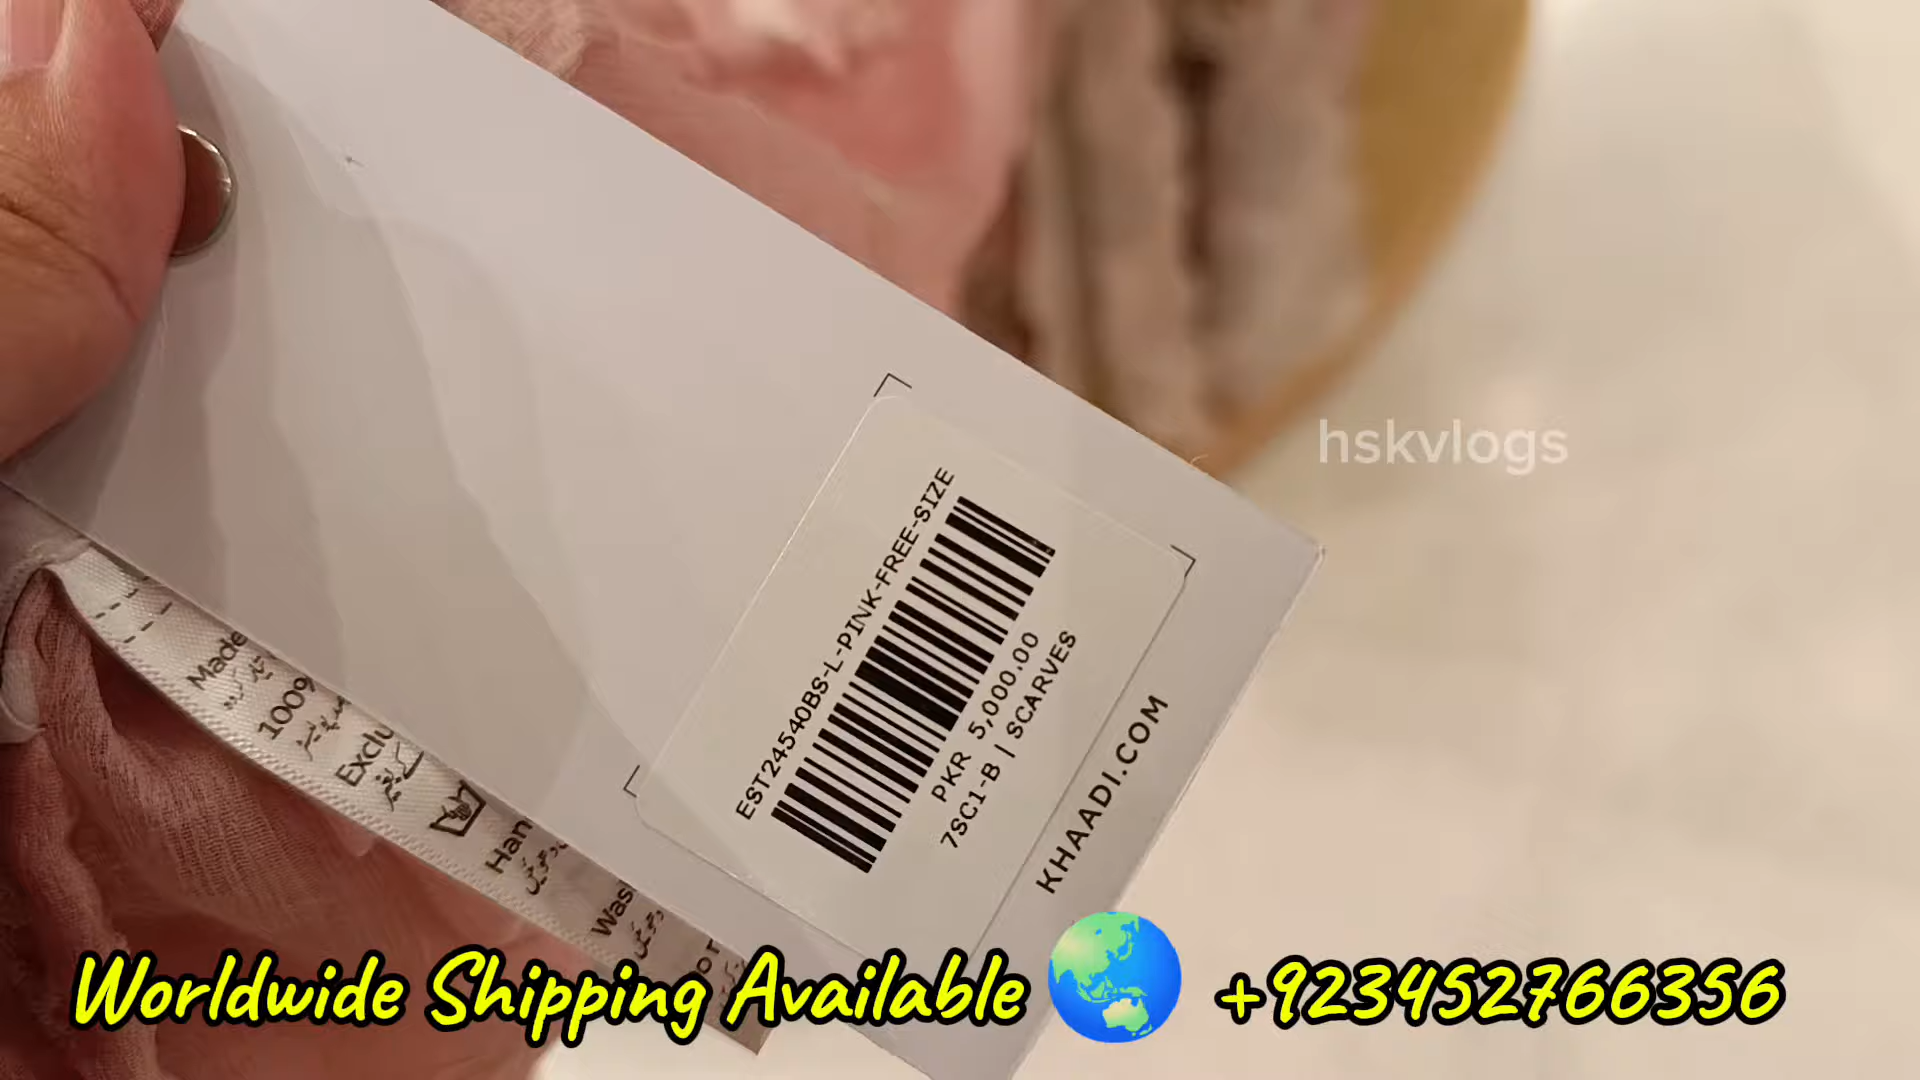 hskvlogs
EST24540BS-L-PINK-FREE-SIZE
PKR 5,000.00
7SC1-B | SCARVES
KHAADI.COM
Made
100%
Exclu
Han
Was
Worldwide Shipping Available +923452766356